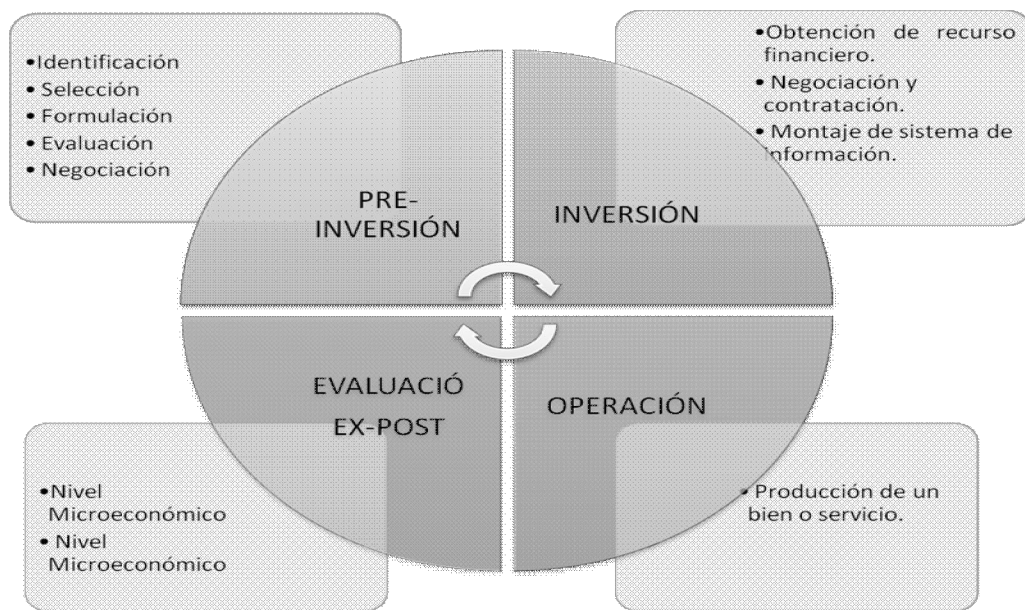 •Identificación
• Selección
• Formulación
• Evaluación
• Negociación
PRE-
INVERSIÓN
•Obtención de recurso
financiero.
• Negociación y
contratación.
• Montaje de sistema de
información.
INVERSIÓN
EVALUACIÓ
EX-POST
•Nivel
Microeconómico
• Nivel
Microeconómico
OPERACIÓN
• Producción de un
bien o servicio.